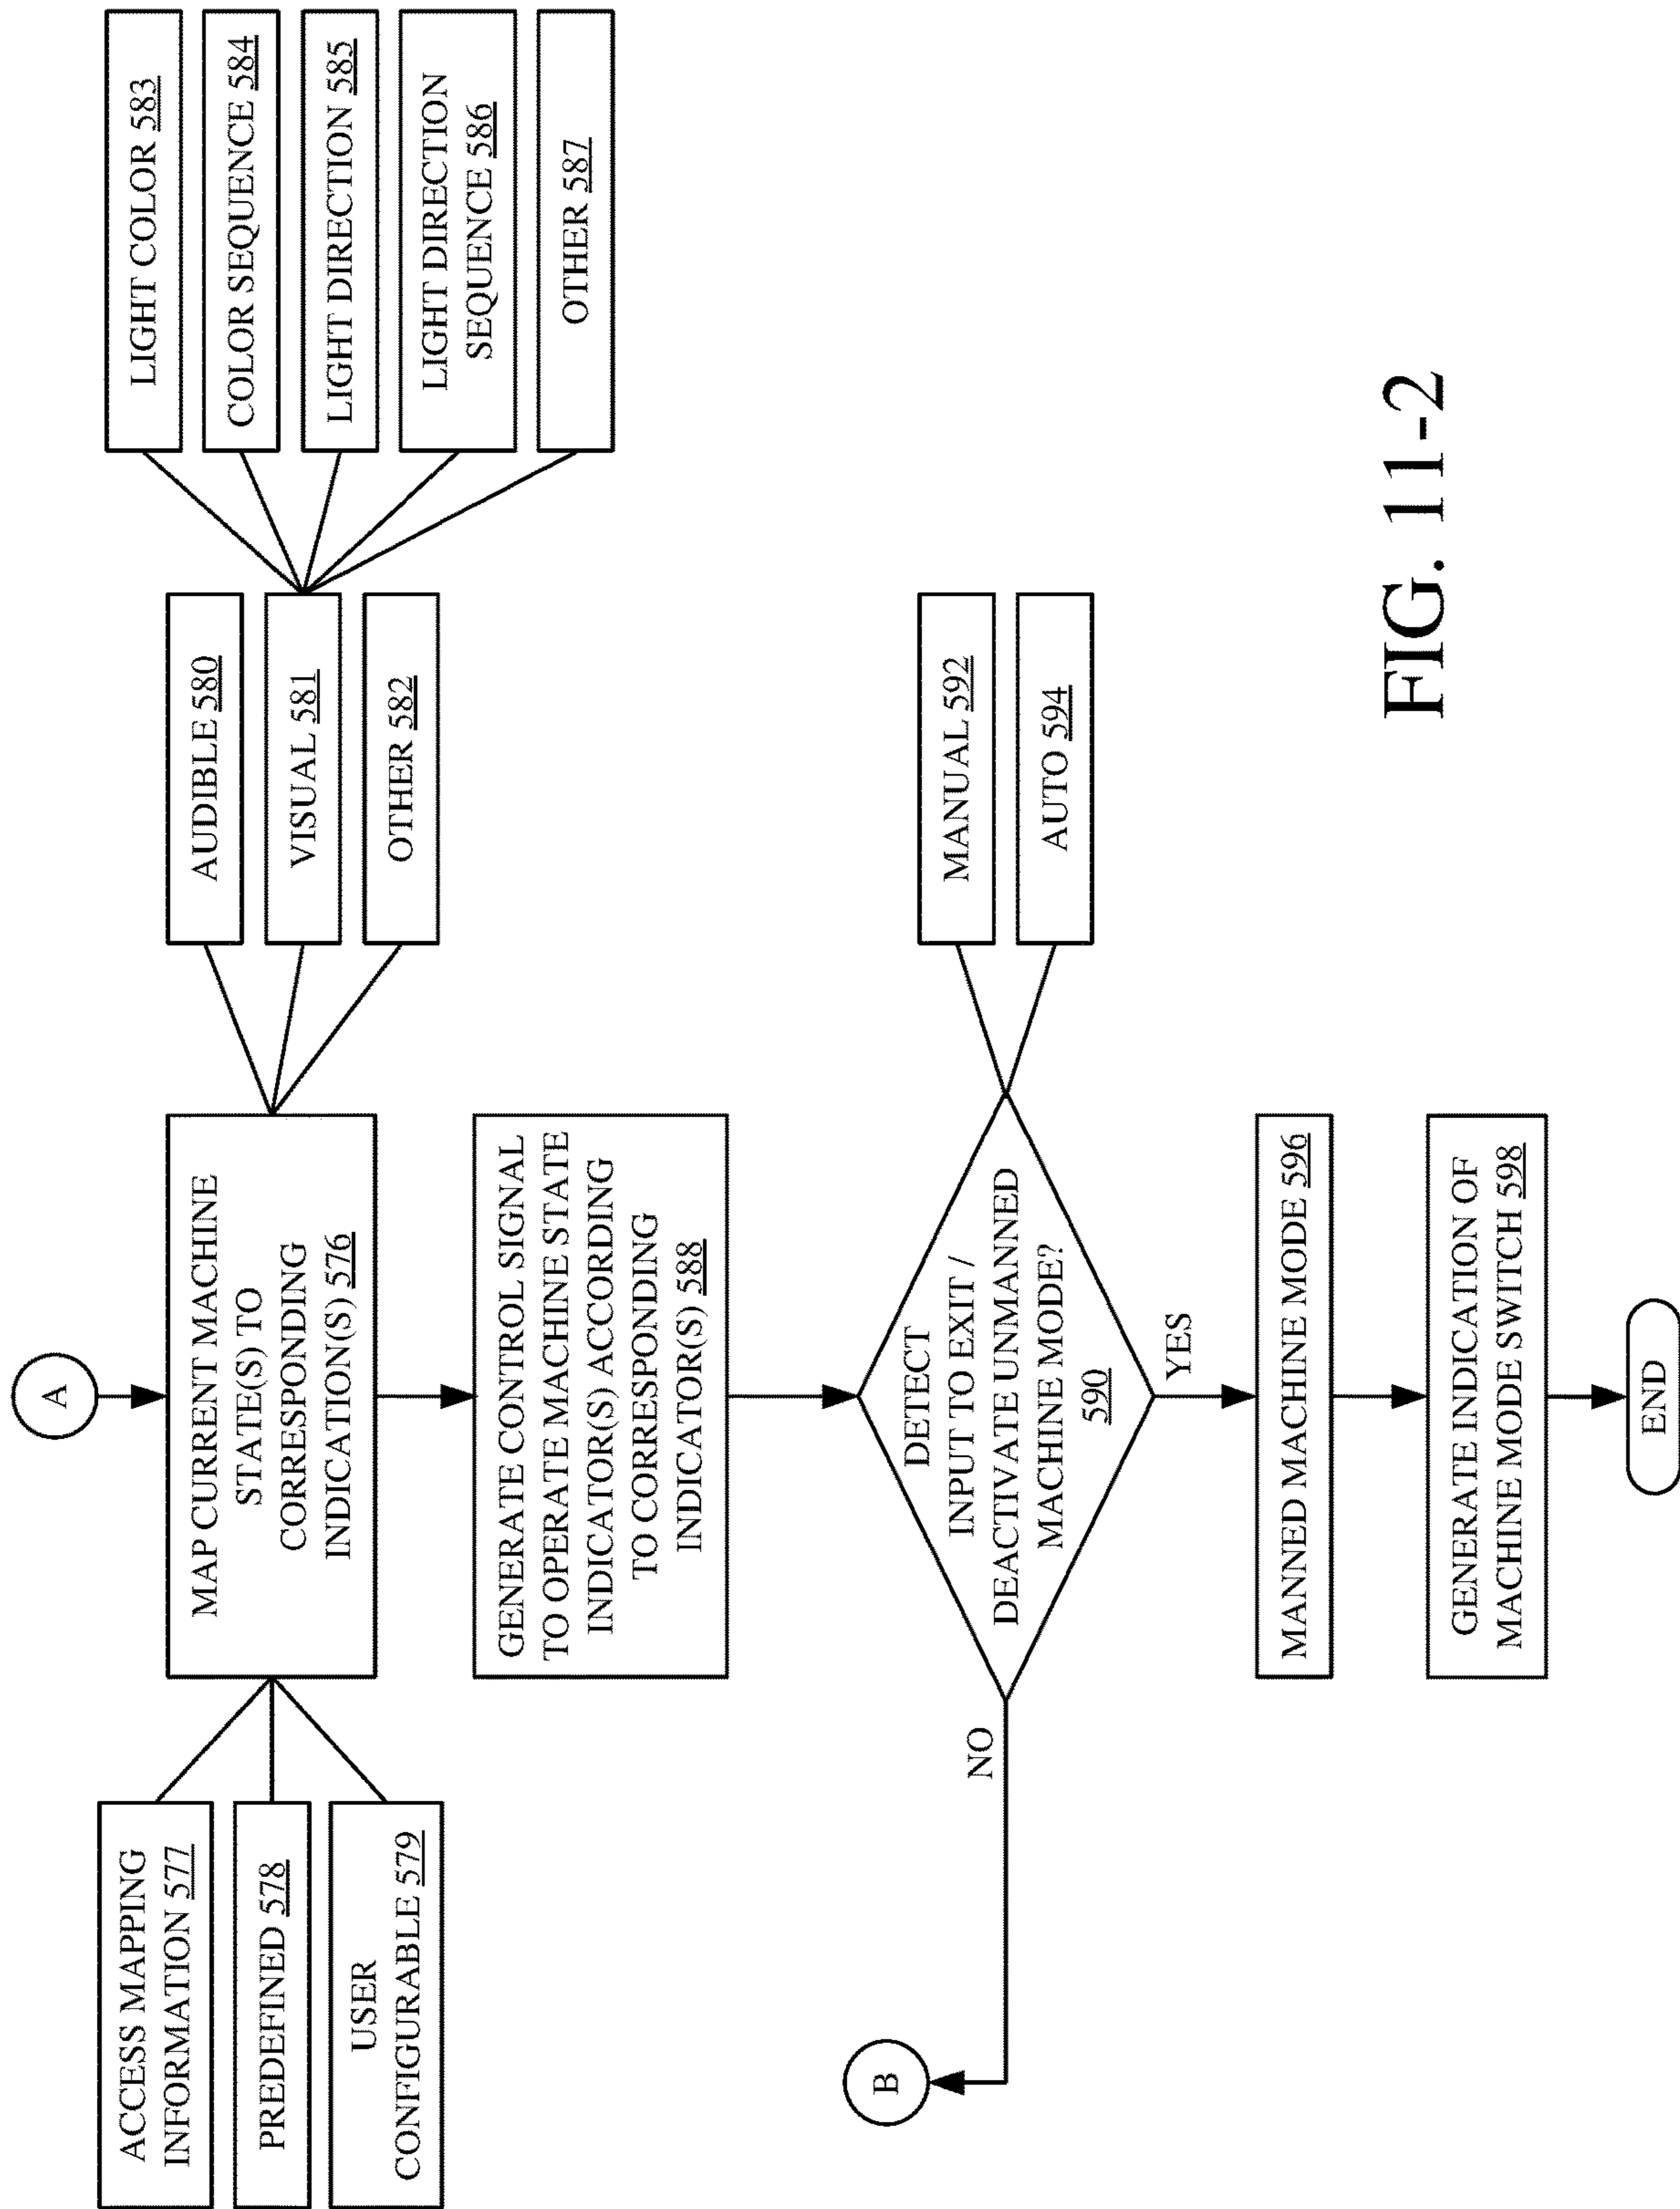 A
ACCESS MAPPING
INFORMATION 577
PREDEFINED 578
USER
CONFIGURABLE 579
MAP CURRENT MACHINE
STATE(S) TO
CORRESPONDING
INDICATION(S) 576
AUDIBLE 580
VISUAL 581
OTHER 582
LIGHT COLOR 583
COLOR SEQUENCE 584
LIGHT DIRECTION 585
LIGHT DIRECTION
SEQUENCE 586
OTHER 587
GENERATE CONTROL SIGNAL
TO OPERATE MACHINE STATE
INDICATOR(S) ACCORDING
TO CORRESPONDING
INDICATOR(S) 588
B
NO
DETECT
INPUT TO EXIT /
DEACTIVATE UNMANNED
MACHINE MODE?
590
MANUAL 592
AUTO 594
YES
MANNED MACHINE MODE 596
GENERATE INDICATION OF
MACHINE MODE SWITCH 598
END
FIG. 11-2